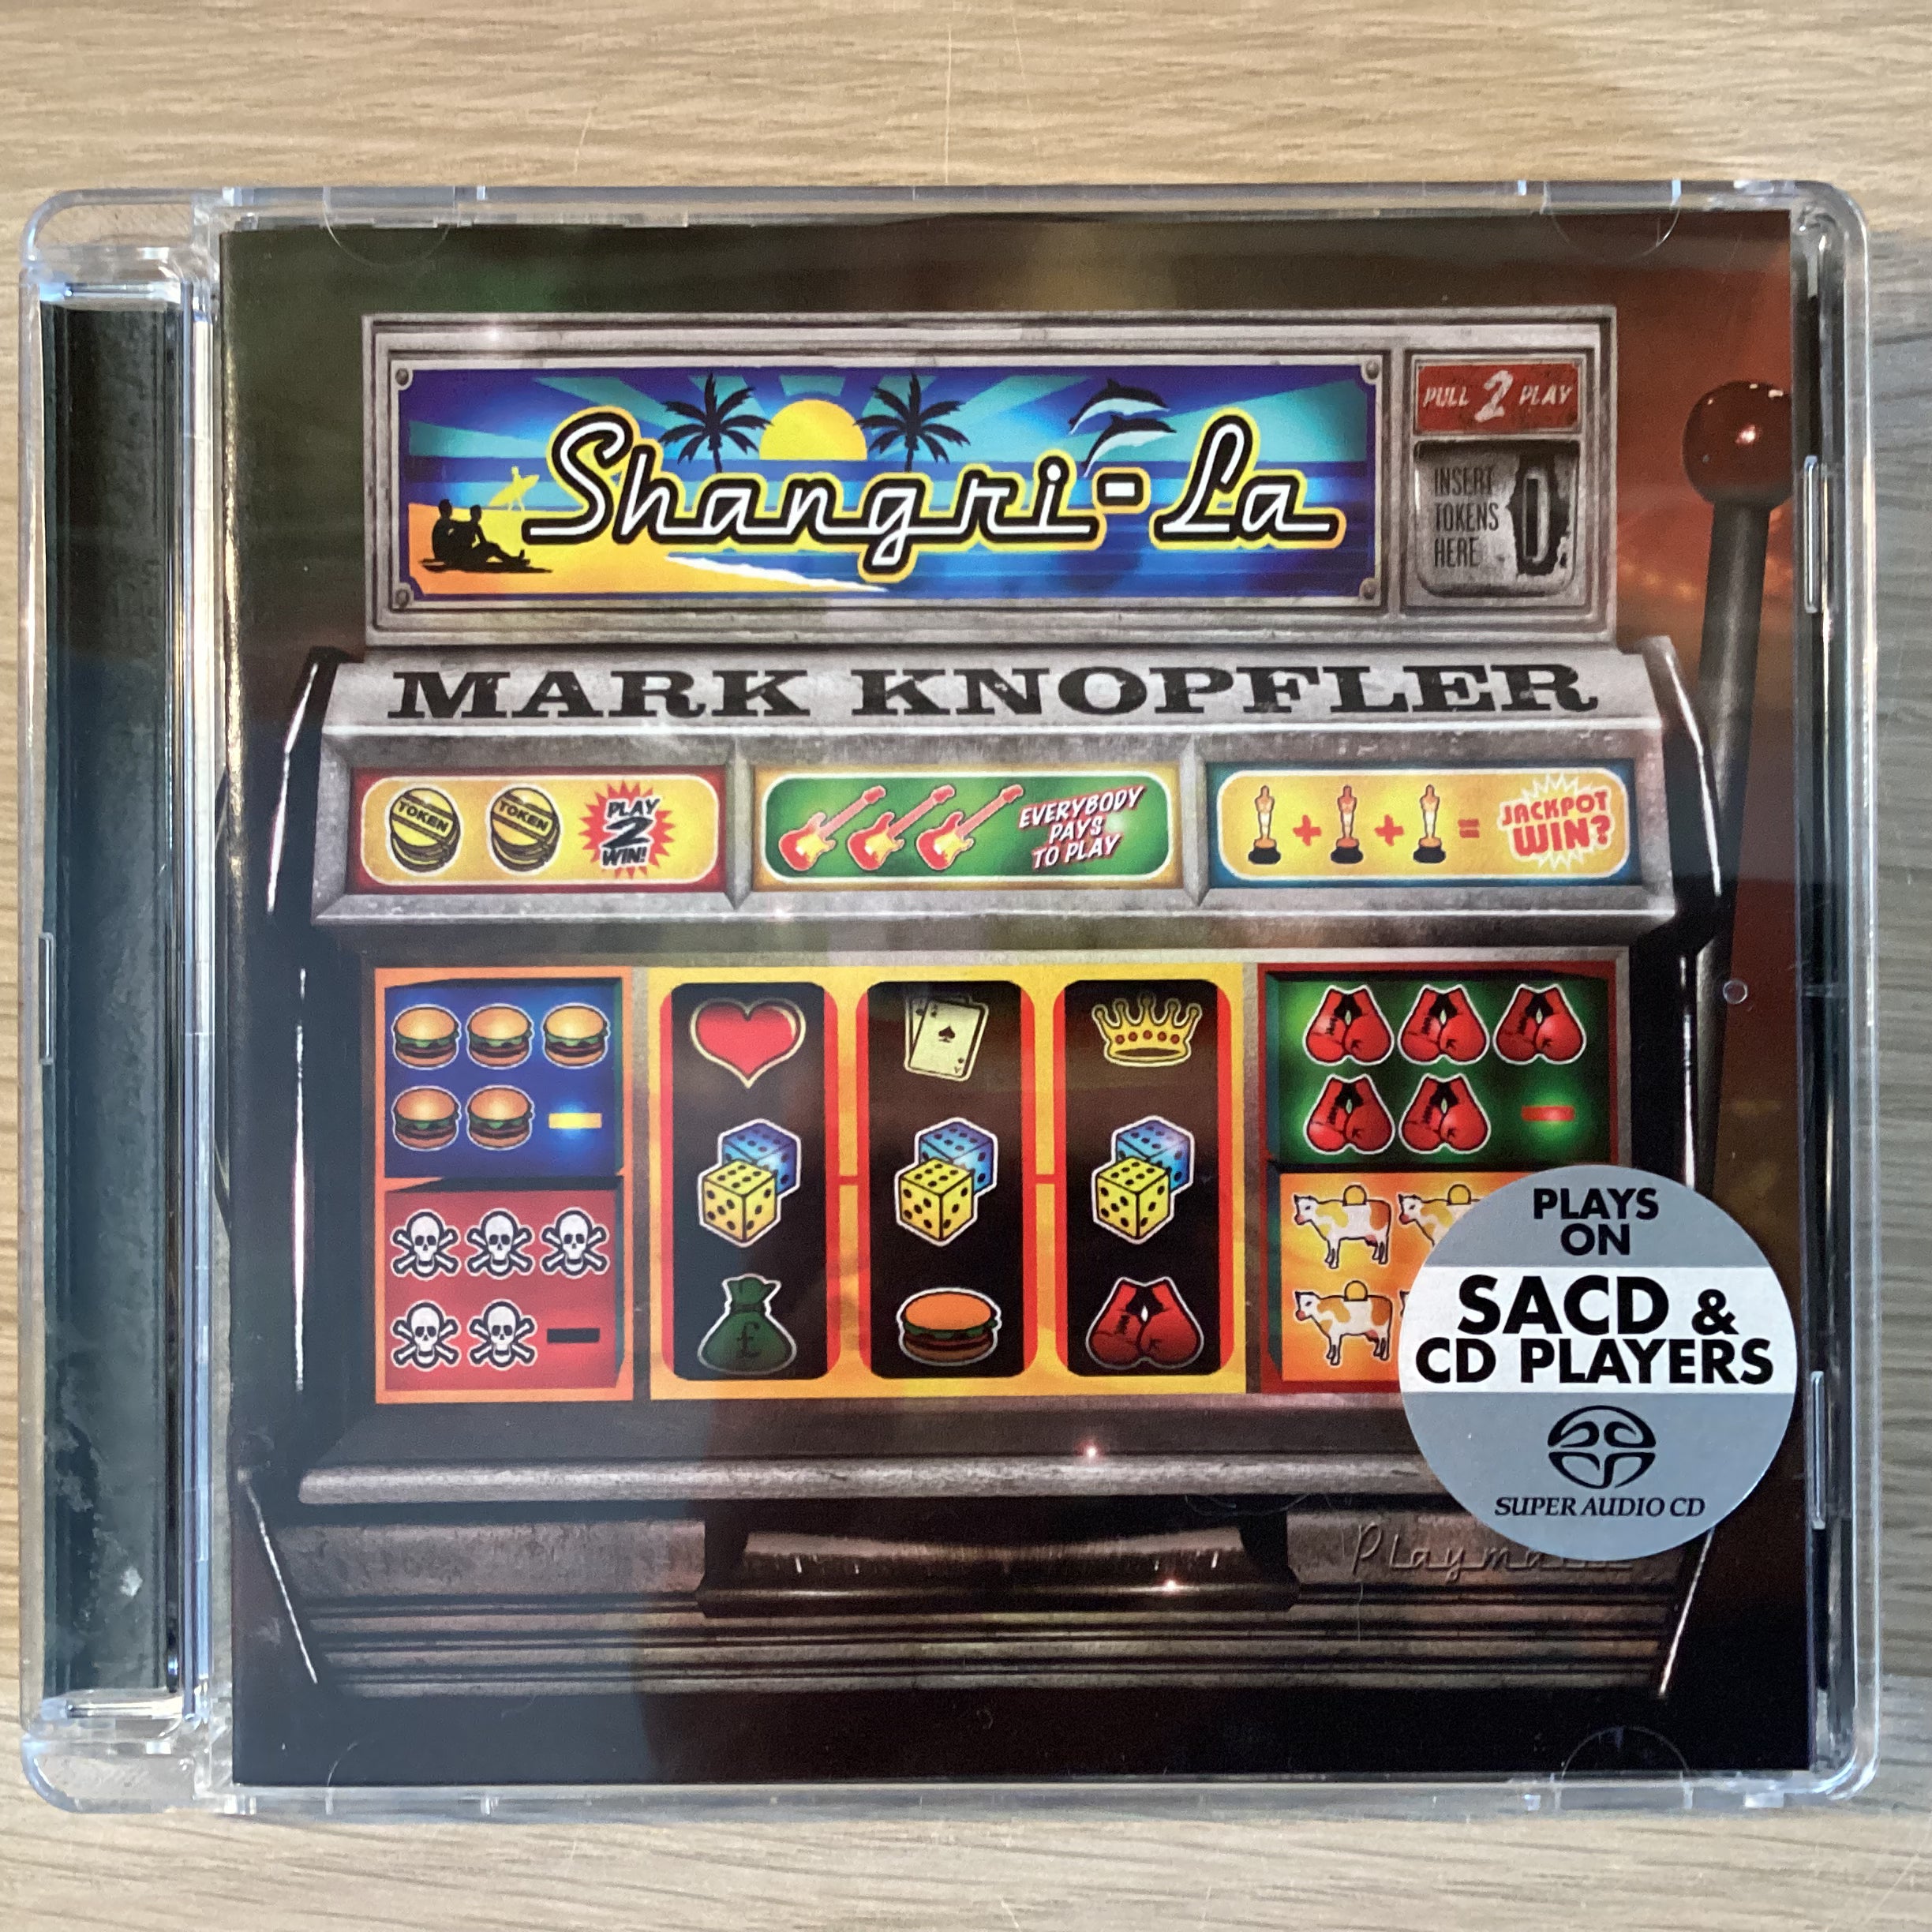 Shangri-La
PULL 2 PLAY
INSERT
TOKENS
HERE
MARK KNOPFLER
TOKEN
TOKEN
PLAY
2
WIN!
EVERYBODY
PAYS
TO PLAY
+ + =
JACKPOT
WIN?
£
A
PLAYS
ON
SACD &
CD PLAYERS
SUPER AUDIO CD